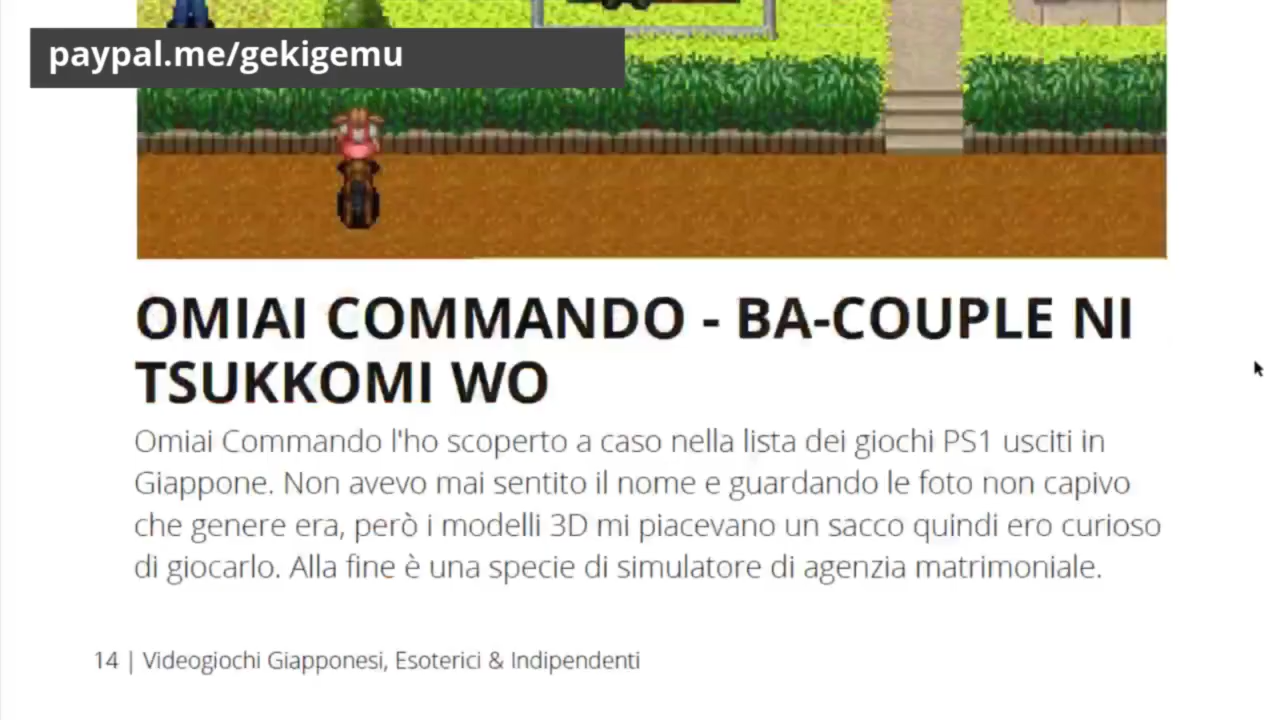 paypal.me/gekigemu
OMIAI COMMANDO - BA-COUPLE NI
TSUKKOMI WO
Omiai Commando l'ho scoperto a caso nella lista dei giochi PS1 usciti in
Giappone. Non avevo mai sentito il nome e guardando le foto non capivo
che genere era, però i modelli 3D mi piacevano un sacco quindi ero curioso
di giocarlo. Alla fine è una specie di simulatore di agenzia matrimoniale.
14 | Videogiochi Giapponesi, Esoterici & Indipendenti